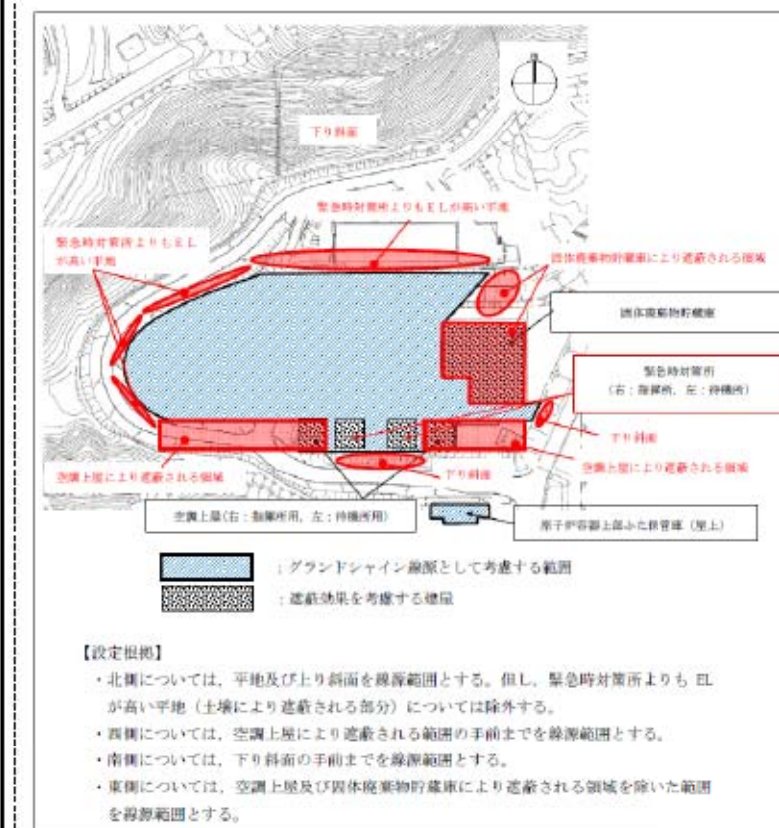 下り斜面
緊急時対策所よりもＥＬが高い平地
緊急時対策所よりもＥＬ
が高い平地
固体廃棄物貯蔵庫により遮蔽される領域
固体廃棄物貯蔵庫
緊急時対策所
（右：指揮所，左：待機所）
下り斜面
空調上屋により遮蔽される領域
下り斜面
空調上屋により遮蔽される領域
空調上屋(右：指揮所用，左：待機所用)
原子炉容器上部ふた保管庫（屋上）
：グランドシャイン線源として考慮する範囲
：遮蔽効果を考慮する建屋
【設定根拠】
・北側については，平地及び上り斜面を線源範囲とする。但し，緊急時対策所よりも EL
が高い平地（土壌により遮蔽される部分）については除外する。
・西側については，空調上屋により遮蔽される範囲の手前までを線源範囲とする。
・南側については，下り斜面の手前までを線源範囲とする。
・東側については，空調上屋及び固体廃棄物貯蔵庫により遮蔽される領域を除いた範囲
を線源範囲とする。